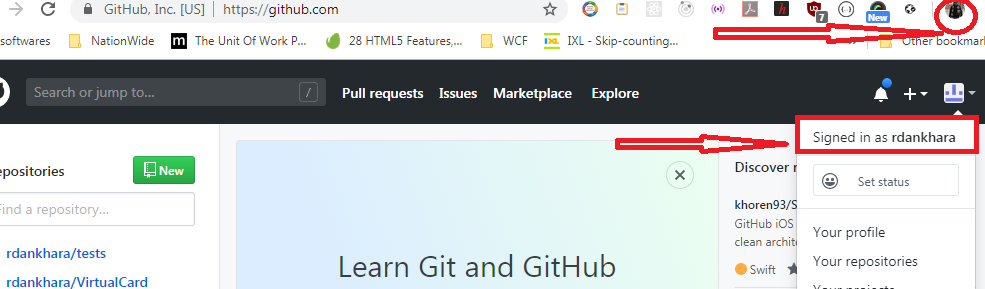 GitHub, Inc. [US] | https://github.com
7
New
softwares NationWide The Unit Of Work P... 28 HTML5 Features,... WCF IXL - Skip-counting... Other bookmark
Search or jump to... / Pull requests Issues Marketplace Explore
Signed in as rdankhara
epositories New
Find a repository...
Discover r
Set status
khoren93/S
GitHub iOS
clean archite
Your profile
rdankhara/tests
Learn Git and GitHub
Swift
Your repositories
rdankhara/VirtualCard
Your projects